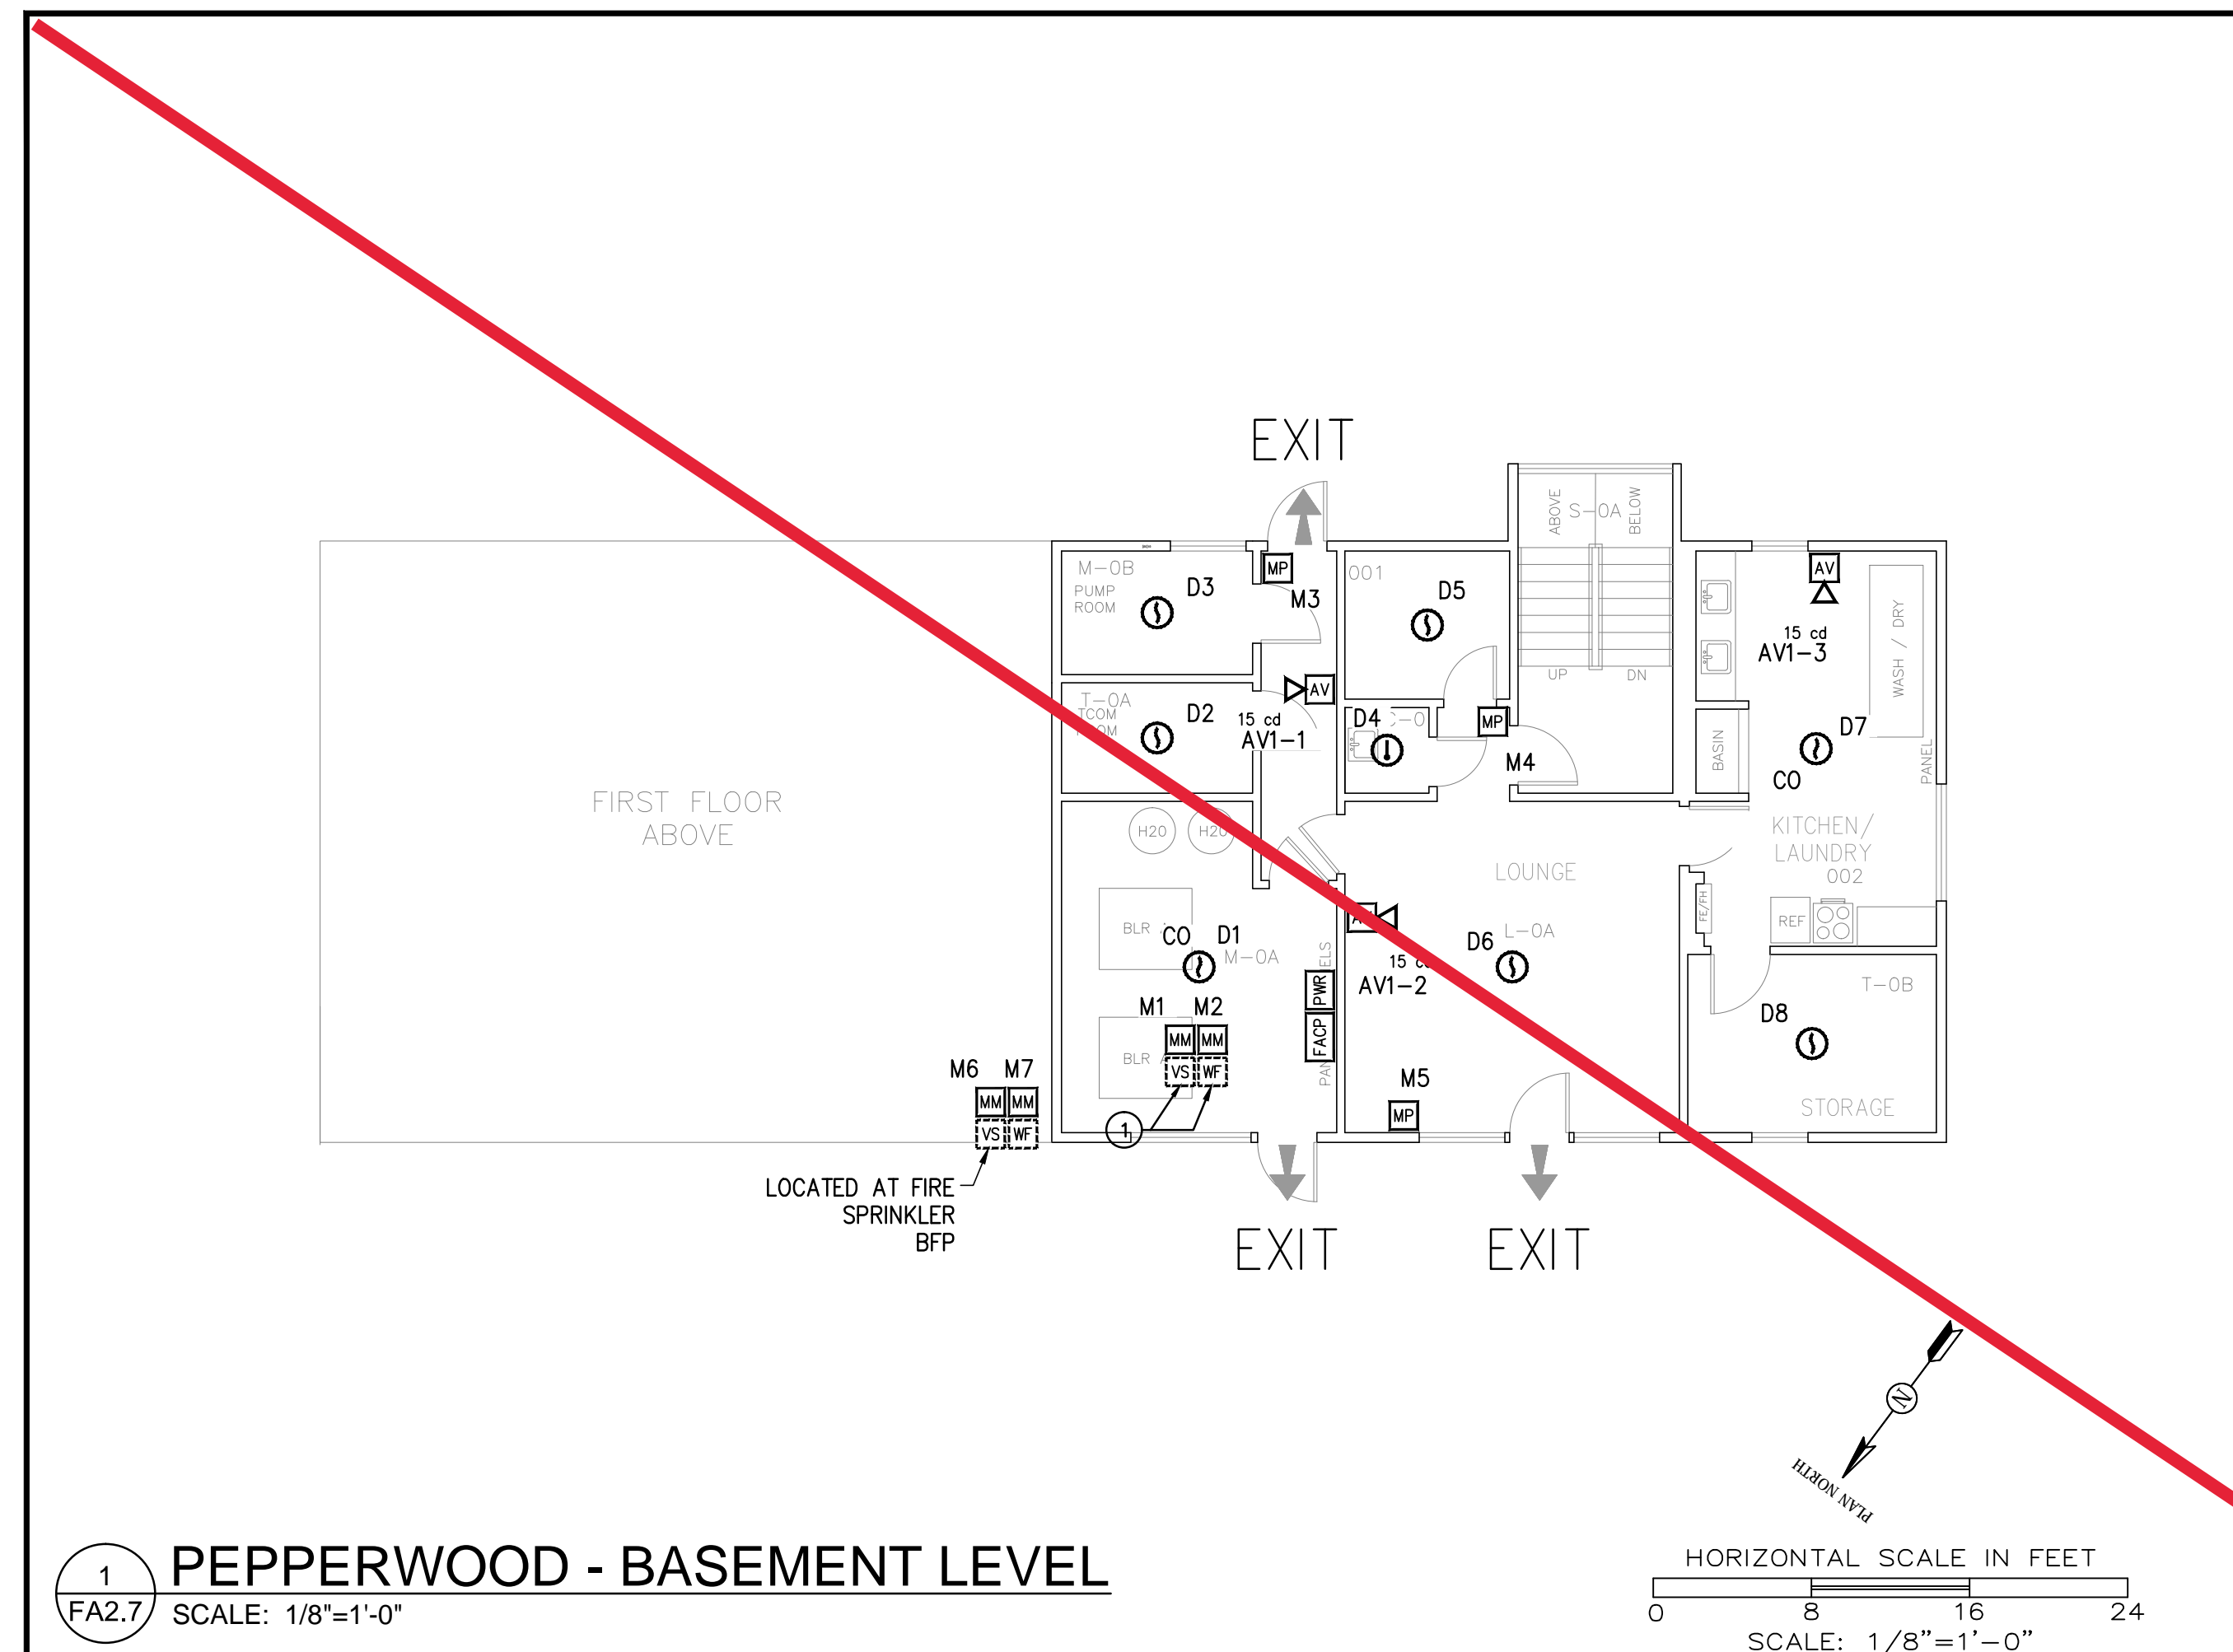 EXIT
ABOVE
S-0A
BELOW
M-0B
PUMP
ROOM
D3
MP
M3
001
D5
AV
15 cd
AV1-3
WASH / DRY
UP
DN
T-0A
TCOM
D2
AV
15 cd
AV1-1
D4
MP
M4
BASIN
D7
CO
PANEL
FIRST FLOOR
ABOVE
H20
H20
KITCHEN/
LAUNDRY
002
LOUNGE
FE/FH
REF
BLR
CO
D1
M-0A
15
AV1-2
D6
L-0A
T-0B
D8
STORAGE
PWR
FACP
M1
M2
MM
MM
VS
WF
BLR
M6
M7
MM
MM
VS
WF
M5
MP
1
LOCATED AT FIRE
SPRINKLER
BFP
EXIT
EXIT
N
PLAN NORTH
1
FA2.7
PEPPERWOOD - BASEMENT LEVEL
SCALE: 1/8"=1'-0"
HORIZONTAL SCALE IN FEET
0 8 16 24
SCALE: 1/8"=1'-0"